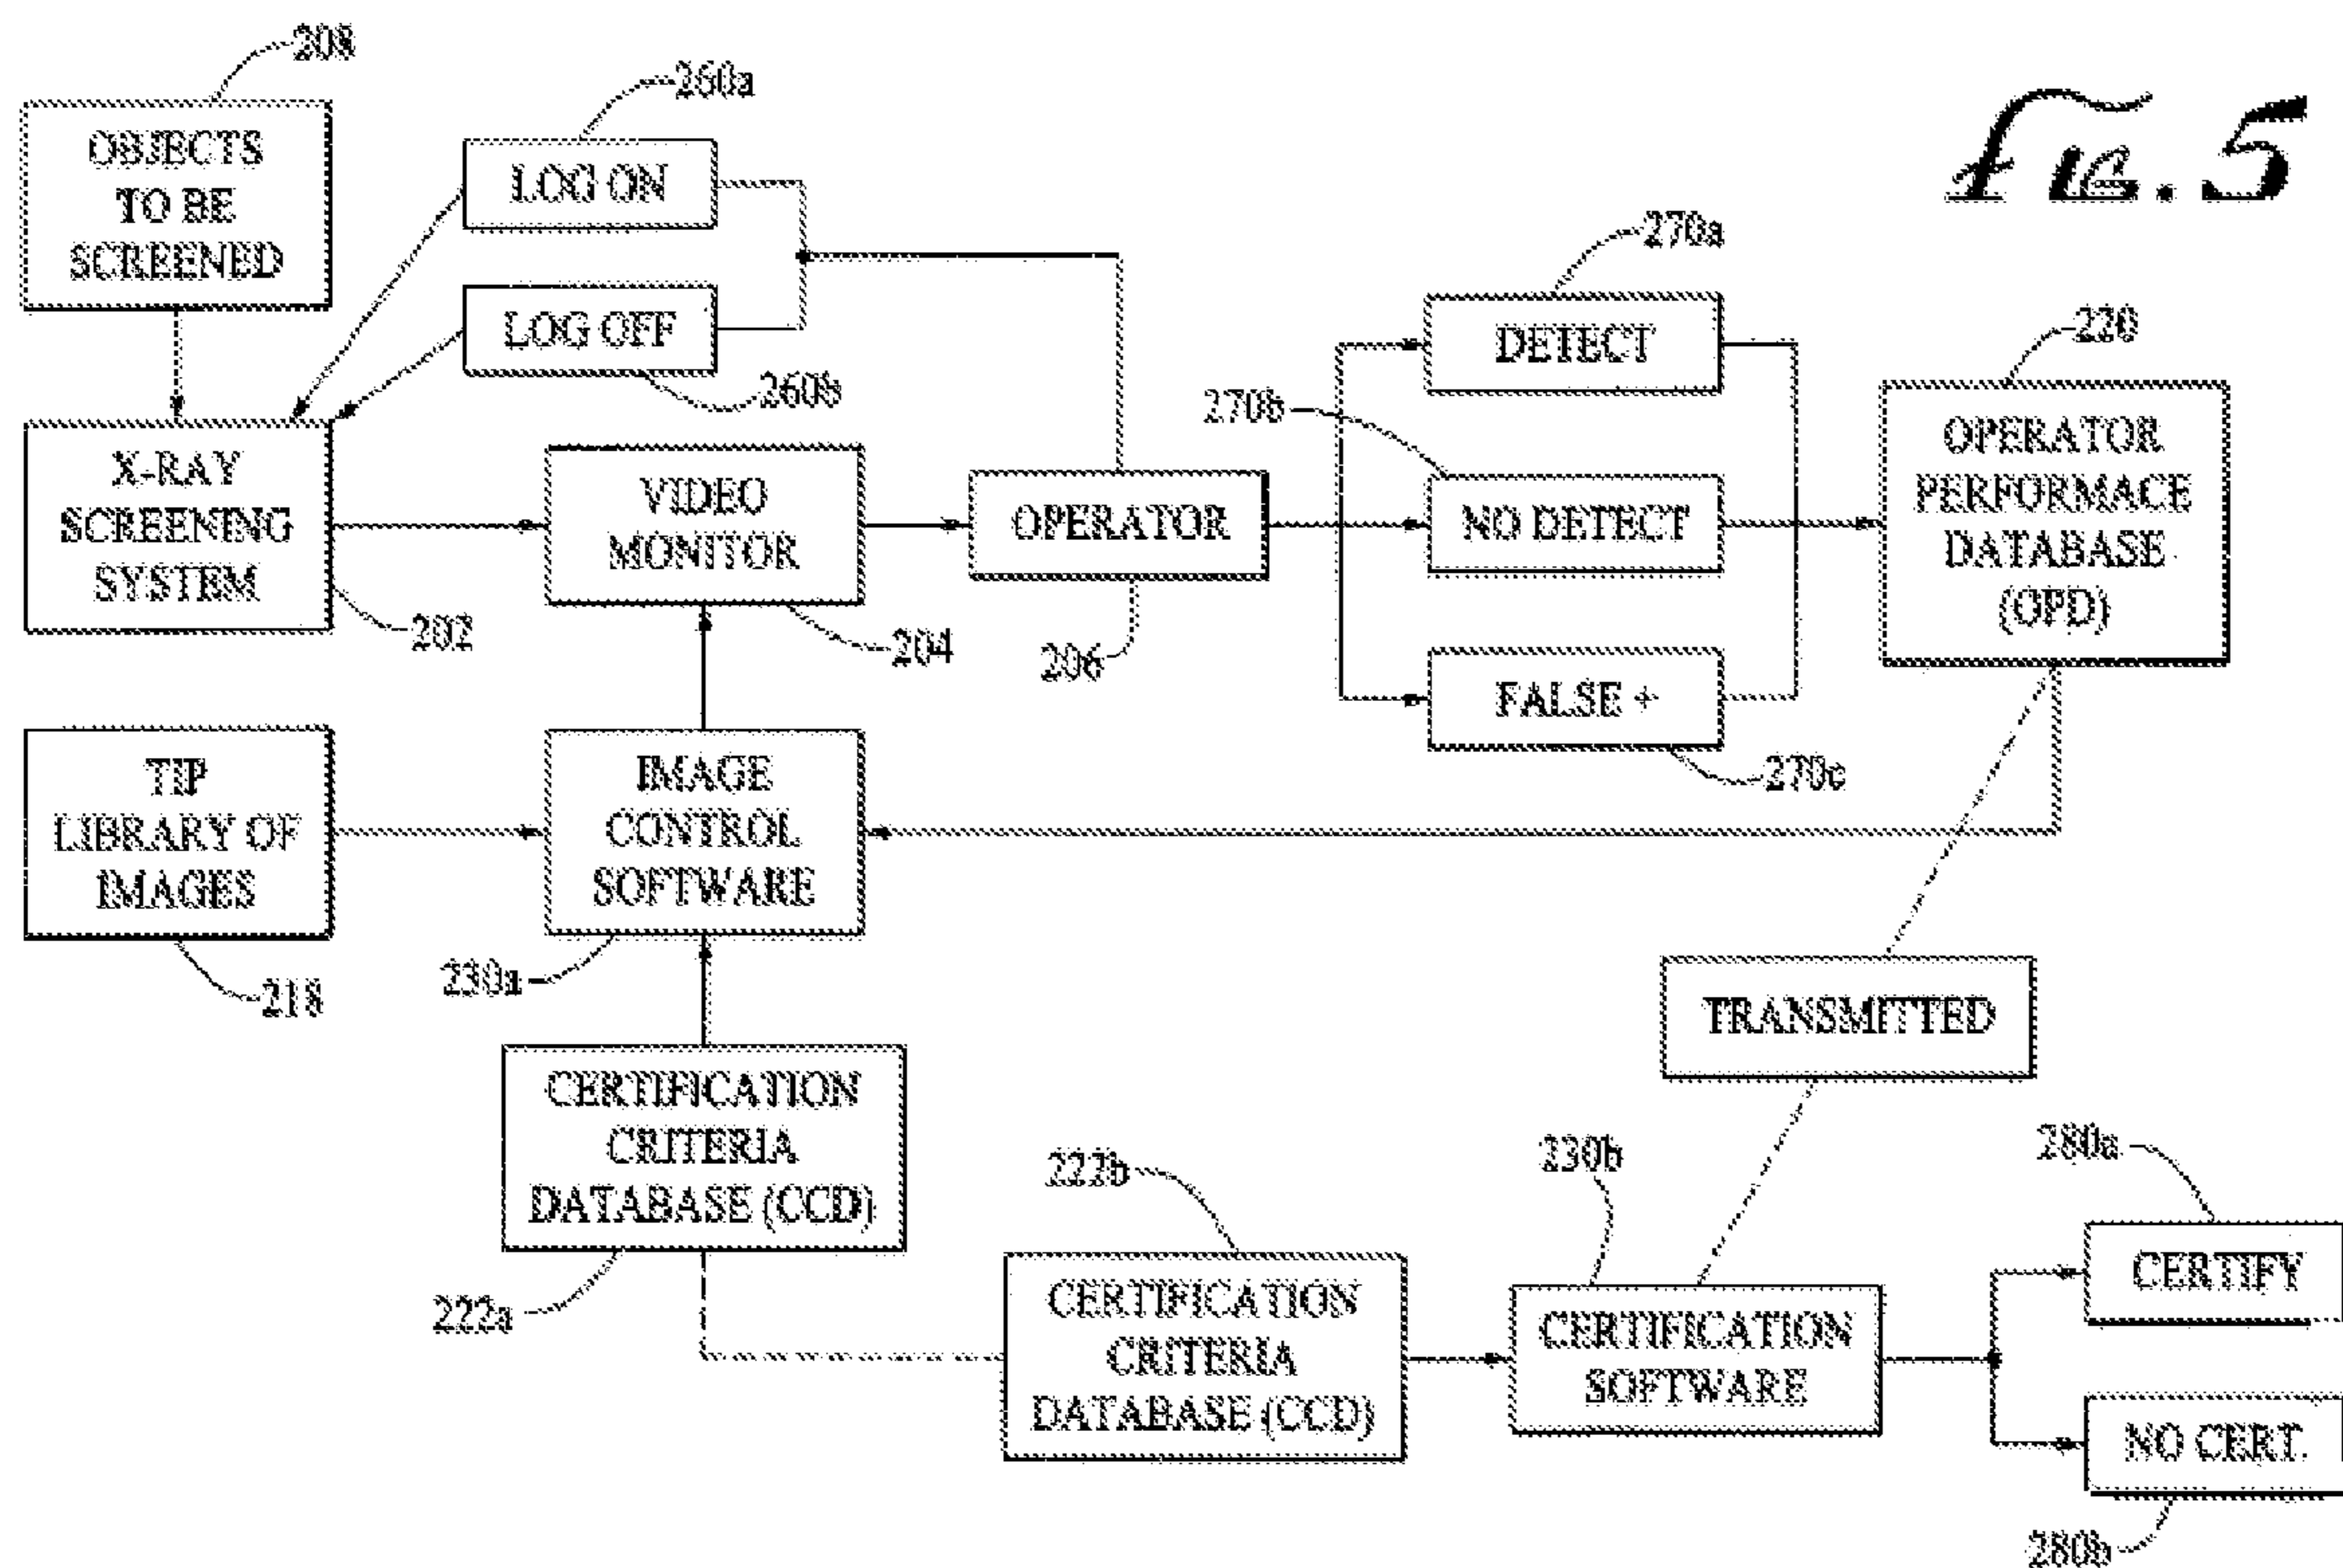 208
OBJECTS
TO BE
SCREENED
260a
LOG ON
LOG OFF
260b
FIG. 5
270a
DETECT
270b
NO DETECT
FALSE +
270c
220
OPERATOR
PERFORMACE
DATABASE
(OPD)
X-RAY
SCREENING
SYSTEM
202
VIDEO
MONITOR
204
OPERATOR
206
TIP
LIBRARY OF
IMAGES
218
IMAGE
CONTROL
SOFTWARE
230a
TRANSMITTED
CERTIFICATION
CRITERIA
DATABASE (CCD)
222a
222b
CERTIFICATION
CRITERIA
DATABASE (CCD)
230b
CERTIFICATION
SOFTWARE
280a
CERTIFY
NO CERT.
280b